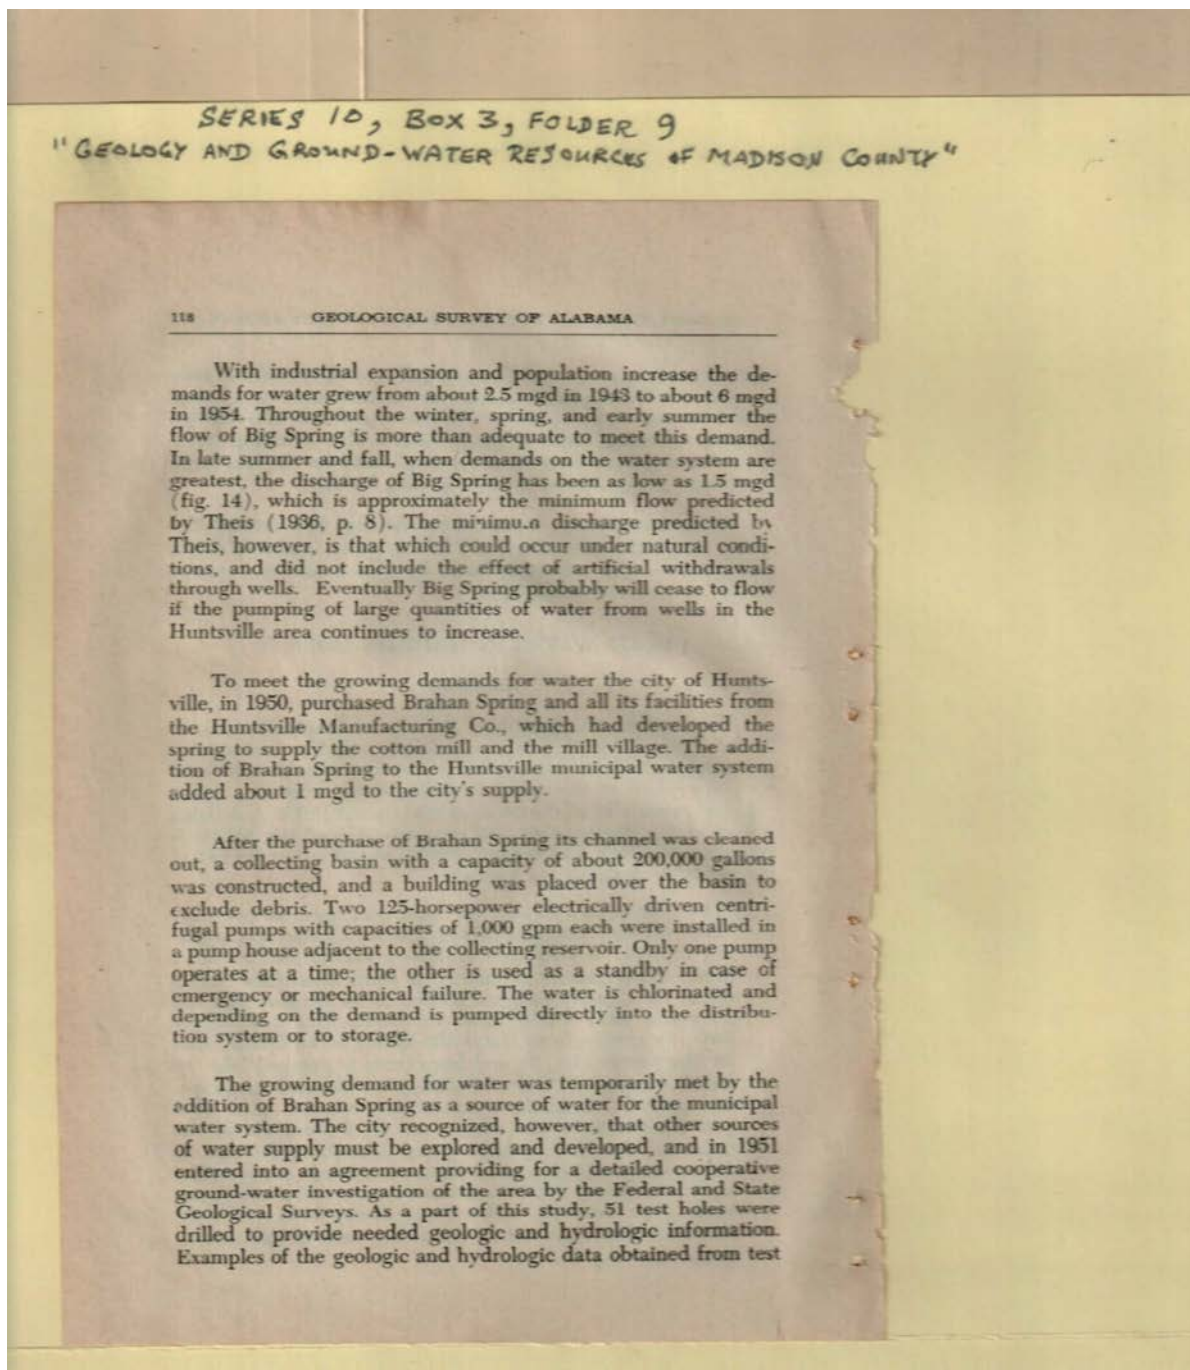 SERIES 10, BOX 3, FOLDER 9
"GEOLOGY AND GROUND-WATER RESOURCES OF MADISON COUNTY"
118 GEOLOGICAL SURVEY OF ALABAMA
With industrial expansion and population increase the de-
mands for water grew from about 2.5 mgd in 1943 to about 6 mgd
in 1954. Throughout the winter, spring, and early summer the
flow of Big Spring is more than adequate to meet this demand.
In late summer and fall, when demands on the water system are
greatest, the discharge of Big Spring has been as low as 1.5 mgd
(fig. 14), which is approximately the minimum flow predicted
by Theis (1936, p. 8). The minimum discharge predicted by
Theis, however, is that which could occur under natural condi-
tions, and did not include the effect of artificial withdrawals
through wells. Eventually Big Spring probably will cease to flow
if the pumping of large quantities of water from wells in the
Huntsville area continues to increase.
To meet the growing demands for water the city of Hunts-
ville, in 1950, purchased Brahan Spring and all its facilities from
the Huntsville Manufacturing Co., which had developed the
spring to supply the cotton mill and the mill village. The addi-
tion of Brahan Spring to the Huntsville municipal water system
added about 1 mgd to the city's supply.
After the purchase of Brahan Spring its channel was cleaned
out, a collecting basin with a capacity of about 200,000 gallons
was constructed, and a building was placed over the basin to
exclude debris. Two 125-horsepower electrically driven centri-
fugal pumps with capacities of 1,000 gpm each were installed in
a pump house adjacent to the collecting reservoir. Only one pump
operates at a time; the other is used as a standby in case of
emergency or mechanical failure. The water is chlorinated and
depending on the demand is pumped directly into the distribu-
tion system or to storage.
The growing demand for water was temporarily met by the
addition of Brahan Spring as a source of water for the municipal
water system. The city recognized, however, that other sources
of water supply must be explored and developed, and in 1951
entered into an agreement providing for a detailed cooperative
ground-water investigation of the area by the Federal and State
Geological Surveys. As a part of this study, 51 test holes were
drilled to provide needed geologic and hydrologic information.
Examples of the geologic and hydrologic data obtained from test